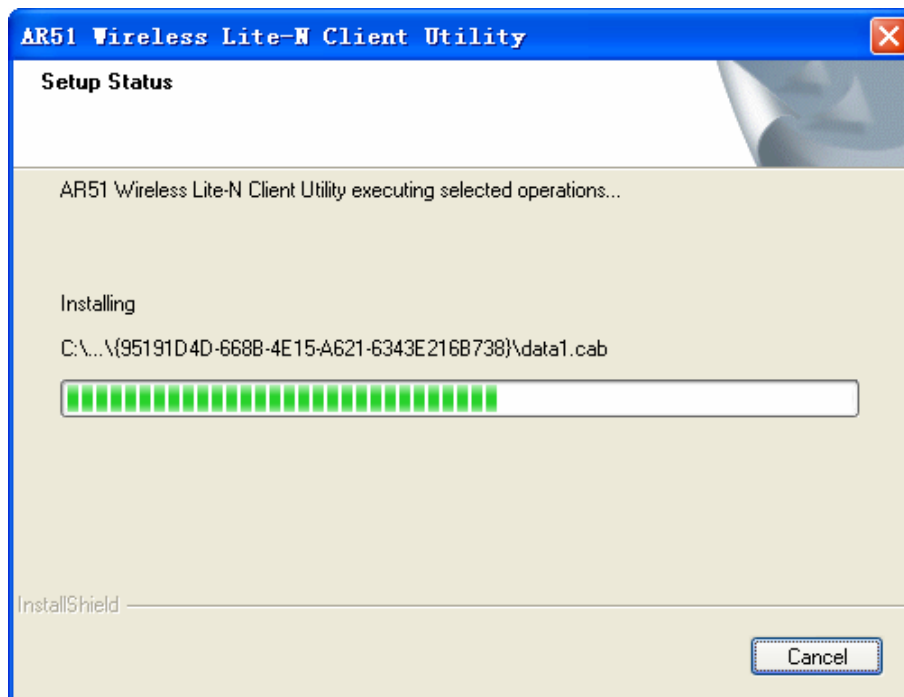 AR51 Wireless Lite-N Client Utility
Setup Status
AR51 Wireless Lite-N Client Utility executing selected operations...
Installing
C:\...\{95191D4D-668B-4E15-A621-6343E216B738}\data1.cab
InstallShield
Cancel